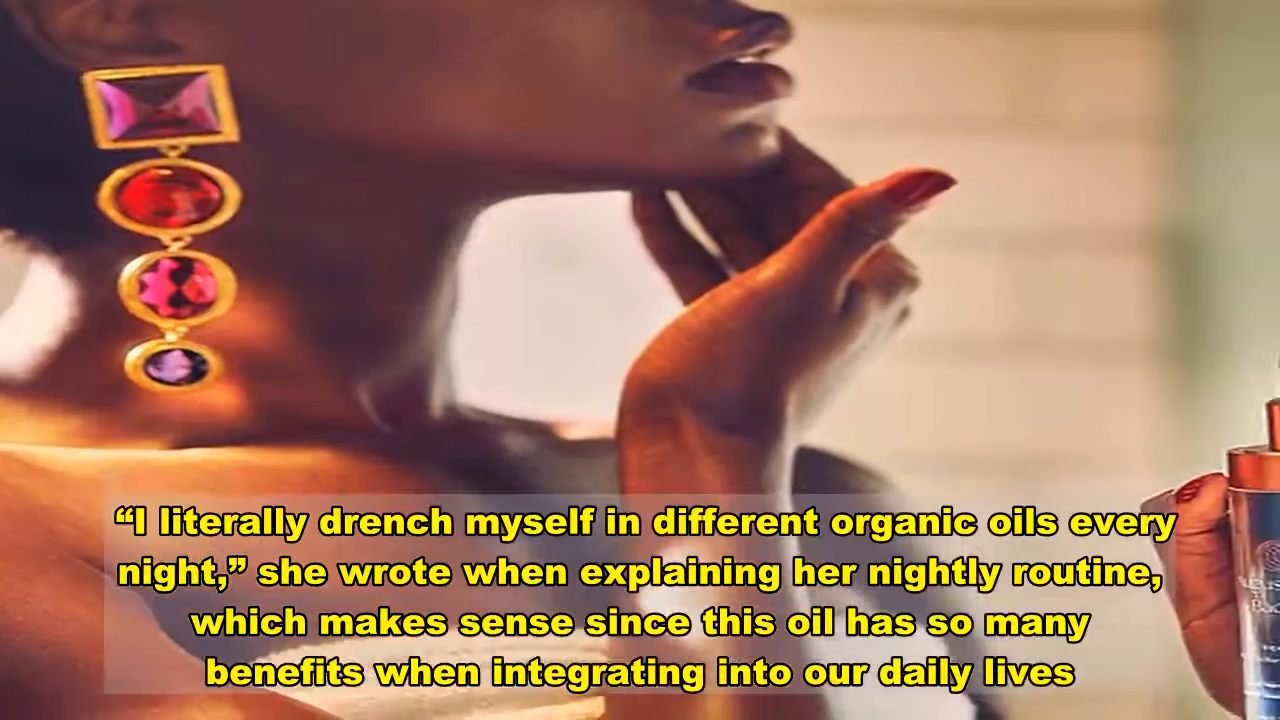 “I literally drench myself in different organic oils every
night,” she wrote when explaining her nightly routine,
which makes sense since this oil has so many
benefits when integrating into our daily lives